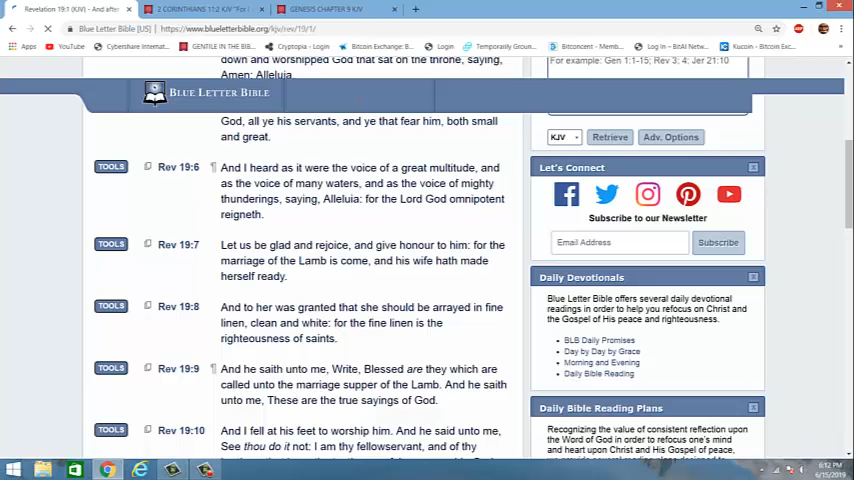 Revelation 19:1 (KJV) - And after
2 CORINTHIANS 11:2 KJV "For I
GENESIS CHAPTER 9 KJV
Blue Letter Bible [US] | https://www.blueletterbible.org/kjv/rev/19/1/
Apps
YouTube
Cybershare Internat...
GENTILE IN THE BIB...
Cryptopia - Login
Bitcoin Exchange: B...
Login
Temporarily Groun...
Bitconcent - Memb...
Log In – BitAI Netw...
Kucoin - Bitcoin Exc...
down and worshipped God that sat on the throne, saying,
Amen; Alleluia
BLUE LETTER BIBLE
God, all ye his servants, and ye that fear him, both small
and great.
TOOLS
Rev 19:6
¶ And I heard as it were the voice of a great multitude, and
as the voice of many waters, and as the voice of mighty
thunderings, saying, Alleluia: for the Lord God omnipotent
reigneth.
TOOLS
Rev 19:7
Let us be glad and rejoice, and give honour to him: for the
marriage of the Lamb is come, and his wife hath made
herself ready.
TOOLS
Rev 19:8
And to her was granted that she should be arrayed in fine
linen, clean and white: for the fine linen is the
righteousness of saints.
TOOLS
Rev 19:9
¶ And he saith unto me, Write, Blessed are they which are
called unto the marriage supper of the Lamb. And he saith
unto me, These are the true sayings of God.
TOOLS
Rev 19:10
And I fell at his feet to worship him. And he said unto me,
See thou do it not: I am thy fellowservant, and of thy
For example: Gen 1:1-15; Rev 3; 4; Jer 21:10
KJV
Retrieve
Adv. Options
Let's Connect
Subscribe to our Newsletter
Email Address
Subscribe
Daily Devotionals
Blue Letter Bible offers several daily devotional
readings in order to help you refocus on Christ and
the Gospel of His peace and righteousness.
BLB Daily Promises
Day by Day by Grace
Morning and Evening
Daily Bible Reading
Daily Bible Reading Plans
Recognizing the value of consistent reflection upon
the Word of God in order to refocus one's mind
and heart upon Christ and His Gospel of peace,
6:12 PM
6/15/2019